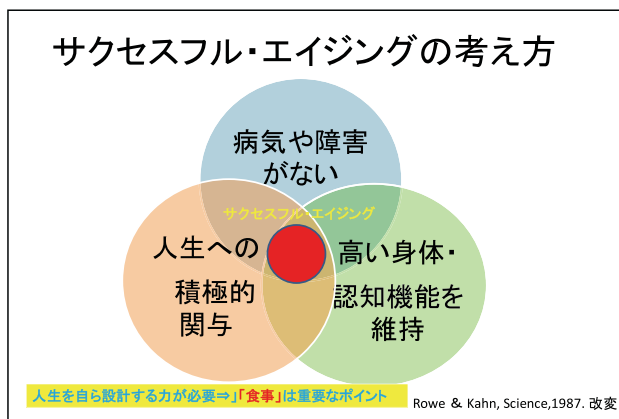 サクセスフル・エイジングの考え方
病気や障害
がない
サクセスフル・エイジング
人生への
積極的
関与
高い身体・
認知機能を
維持
人生を自ら設計する力が必要⇒」「食事」は重要なポイント
Rowe & Kahn, Science,1987. 改変